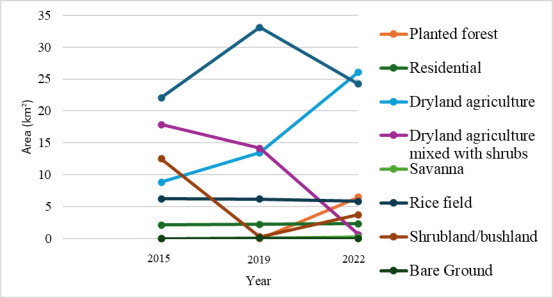 35
30
25
20
15
10
5
0
Area (km²)
2015 2019 2022
Year
Planted forest
Residential
Dryland agriculture
Dryland agriculture
mixed with shrubs
Savanna
Rice field
Shrubland/bushland
Bare Ground